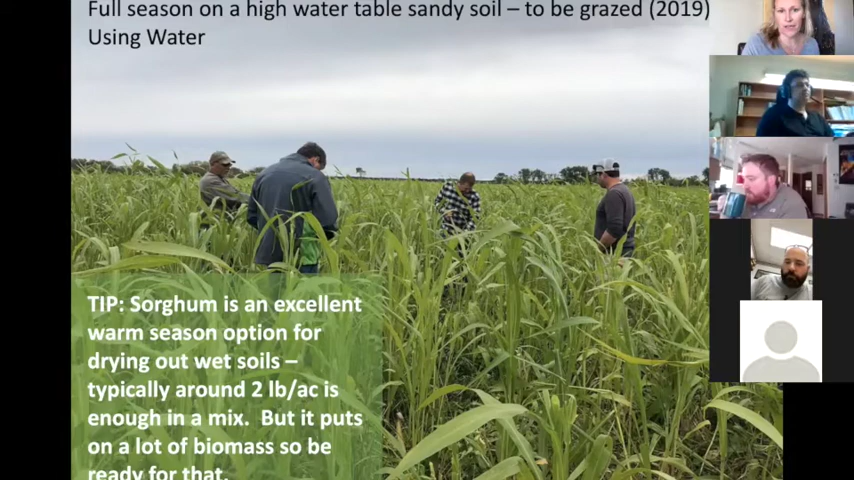 Full season on a high water table sandy soil – to be grazed (2019)
Using Water
TIP: Sorghum is an excellent
warm season option for
drying out wet soils –
typically around 2 lb/ac is
enough in a mix. But it puts
on a lot of biomass so be
ready for that.